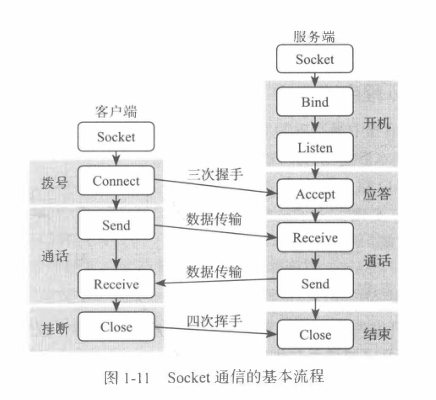 服务端
Socket
Bind
开机
客户端
Socket
Listen
三次握手
拨号
Connect
Accept
应答
数据传输
Send
Receive
通话
通话
数据传输
Receive
Send
四次挥手
挂断
Close
Close
结束
图 1-11 Socket 通信的基本流程